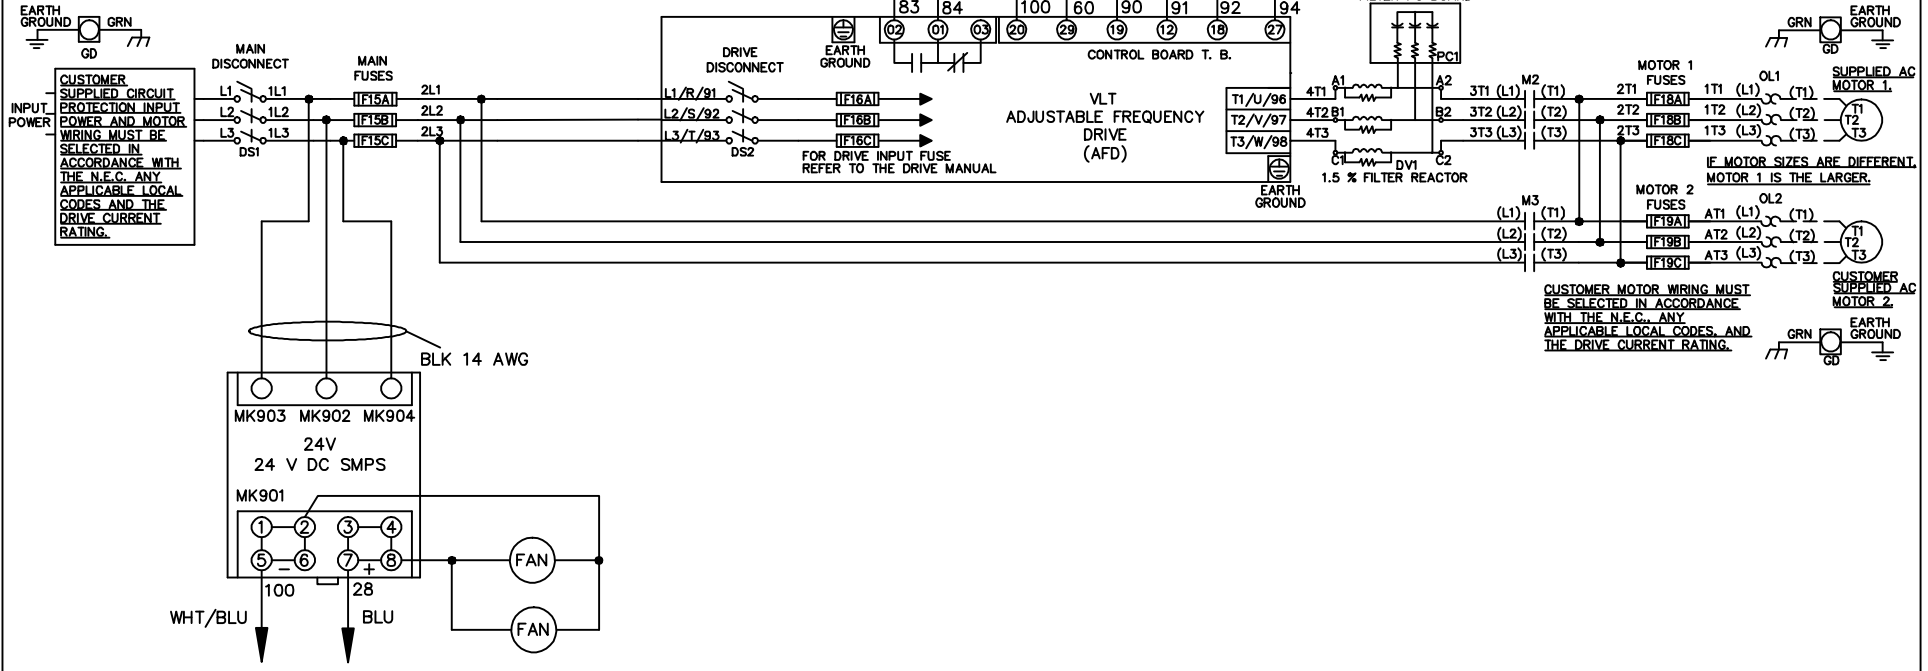 EARTH
GROUND
GRN
GD
CUSTOMER
SUPPLIED CIRCUIT
PROTECTION INPUT
POWER AND MOTOR
WIRING MUST BE
SELECTED IN
ACCORDANCE WITH
THE N.E.C. ANY
APPLICABLE LOCAL
CODES AND THE
DRIVE CURRENT
RATING.
INPUT
POWER
MAIN
DISCONNECT
L1 1L1
L2 1L2
L3 1L3
DS1
MAIN
FUSES
F15A
F15B
F15C
2L1
2L2
2L3
83 84 100 60 90 91 92 94
02 01 03 20 29 19 12 18 27
EARTH
GROUND
CONTROL BOARD T. B.
DRIVE
DISCONNECT
L1/R/91
L2/S/92
L3/T/93
DS2
F16A
F16B
F16C
FOR DRIVE INPUT FUSE
REFER TO THE DRIVE MANUAL
VLT
ADJUSTABLE FREQUENCY
DRIVE
(AFD)
T1/U/96
T2/V/97
T3/W/98
EARTH
GROUND
4T1
4T2
4T3
A1 A2
B1 B2
C1 C2
PC1
DV1
1.5 % FILTER REACTOR
M2
3T1 (L1) (T1)
3T2 (L2) (T2)
3T3 (L3) (T3)
MOTOR 1
FUSES
2T1 F18A 1T1 (L1) (T1)
2T2 F18B 1T2 (L2) (T2)
2T3 F18C 1T3 (L3) (T3)
OL1
GRN
GD
EARTH
GROUND
SUPPLIED AC
MOTOR 1.
T1
T2
T3
IF MOTOR SIZES ARE DIFFERENT,
MOTOR 1 IS THE LARGER.
M3
(L1) (T1)
(L2) (T2)
(L3) (T3)
MOTOR 2
FUSES
F19A AT1 (L1) (T1)
F19B AT2 (L2) (T2)
F19C AT3 (L3) (T3)
OL2
T1
T2
T3
CUSTOMER
SUPPLIED AC
MOTOR 2.
CUSTOMER MOTOR WIRING MUST
BE SELECTED IN ACCORDANCE
WITH THE N.E.C., ANY
APPLICABLE LOCAL CODES, AND
THE DRIVE CURRENT RATING.
GRN
GD
EARTH
GROUND
BLK 14 AWG
MK903 MK902 MK904
24V
24 V DC SMPS
MK901
1 2 3 4
5 6 7 8
- +
100 28
WHT/BLU BLU
FAN
FAN